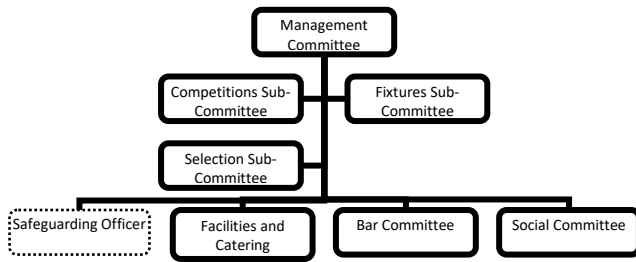 Management
Committee
Competitions Sub-
Committee
Fixtures Sub-
Committee
Selection Sub-
Committee
Safeguarding Officer
Facilities and
Catering
Bar Committee
Social Committee